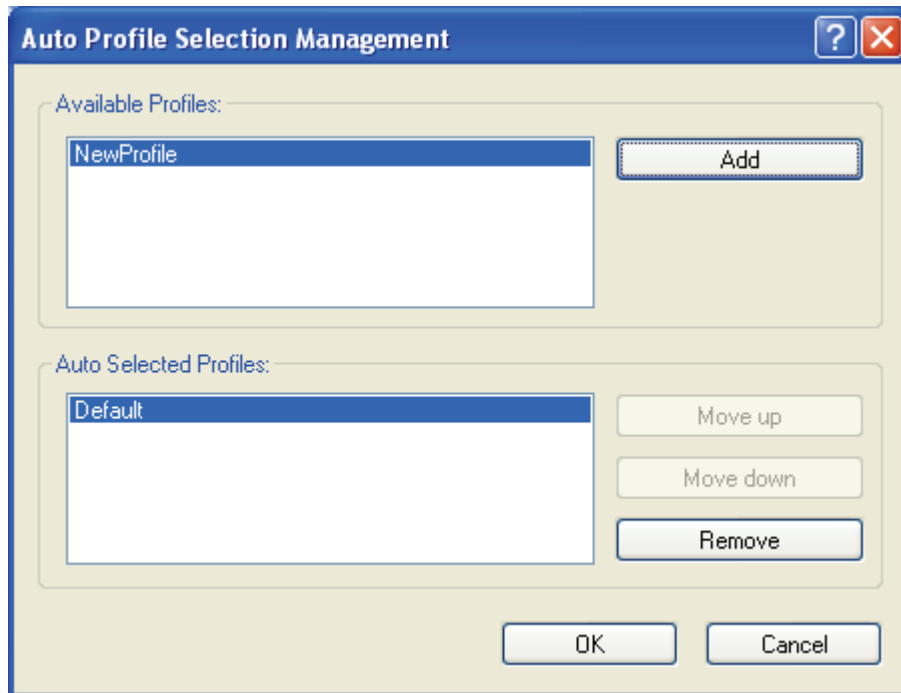 Auto Profile Selection Management
?
Available Profiles:
NewProfile
Add
Auto Selected Profiles:
Default
Move up
Move down
Remove
OK
Cancel